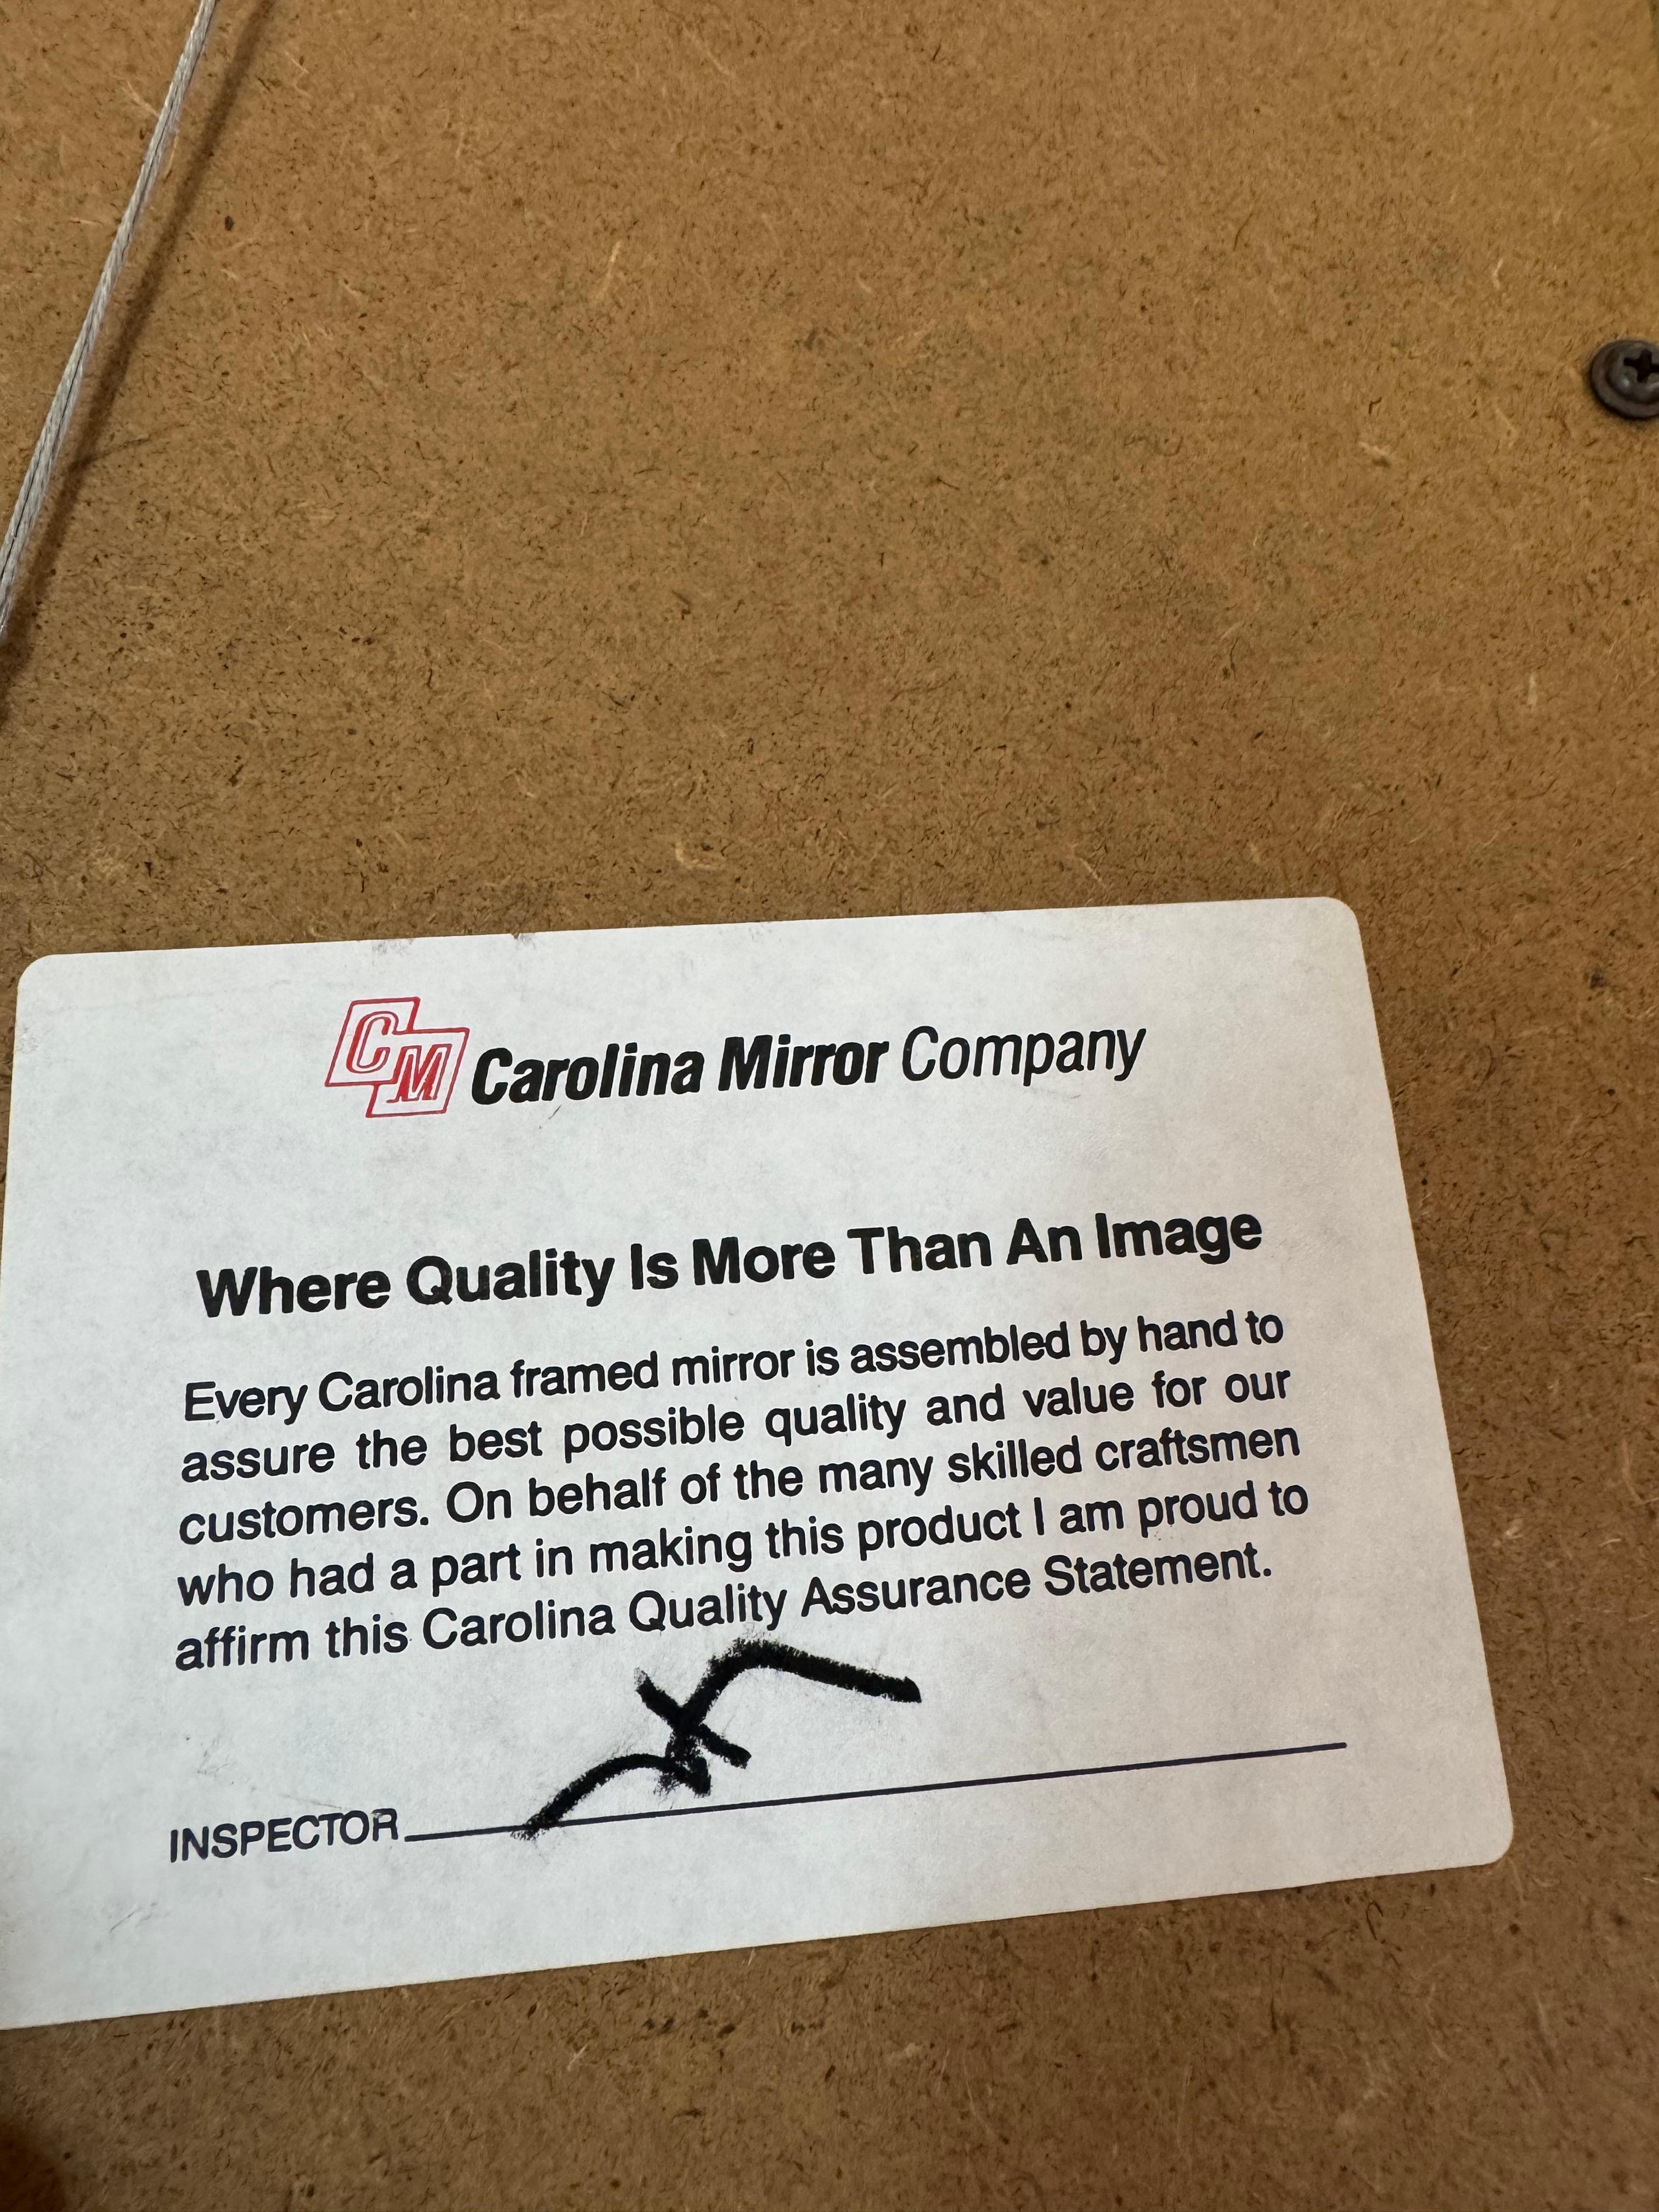 CM Carolina Mirror Company
Where Quality Is More Than An Image
Every Carolina framed mirror is assembled by hand to
assure the best possible quality and value for our
customers. On behalf of the many skilled craftsmen
who had a part in making this product I am proud to
affirm this Carolina Quality Assurance Statement.
INSPECTOR